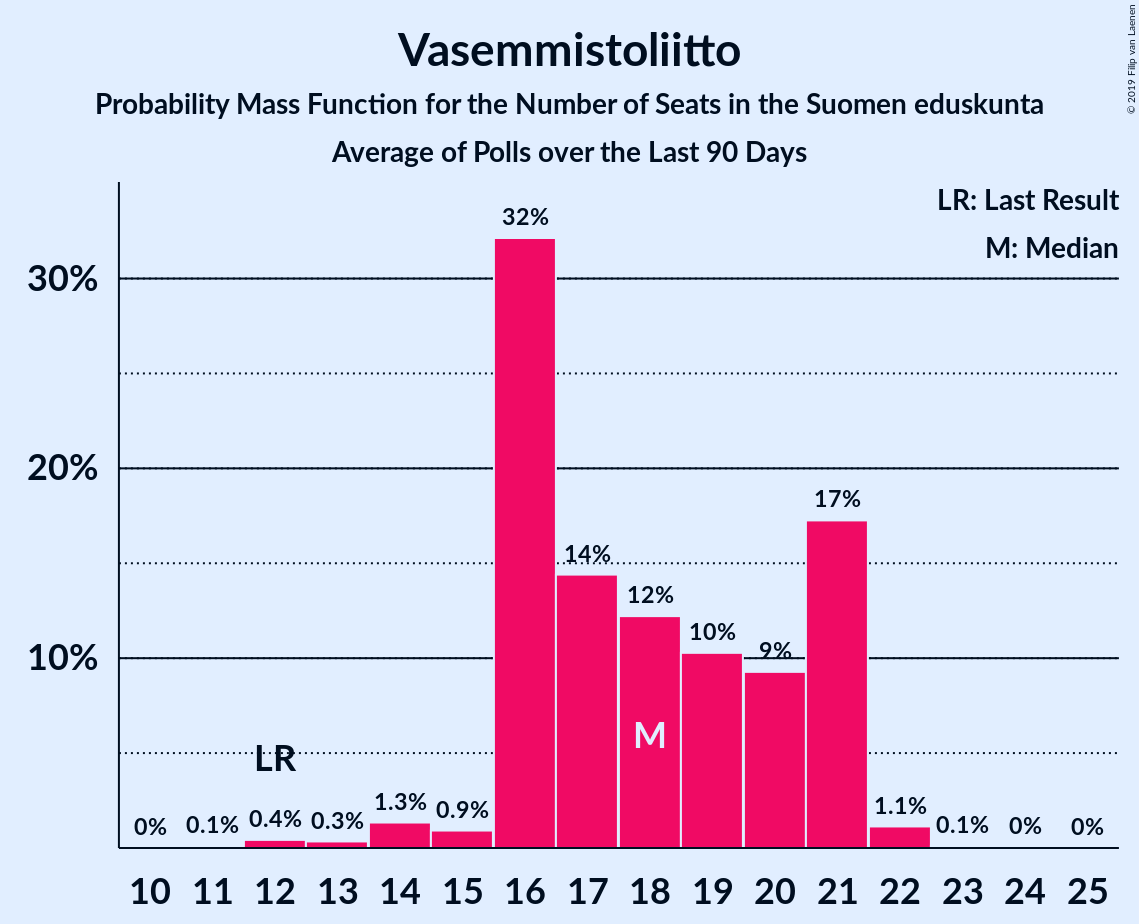 Vasemmistoliitto
Probability Mass Function for the Number of Seats in the Suomen eduskunta
Average of Polls over the Last 90 Days
© 2019 Filip van Laenen
LR: Last Result
M: Median
32%
30%
20%
17%
14%
12%
10%
9%
10%
M
LR
0%
0.1%
0.4%
0.3%
1.3%
0.9%
1.1%
0.1%
0%
0%
10 11 12 13 14 15 16 17 18 19 20 21 22 23 24 25